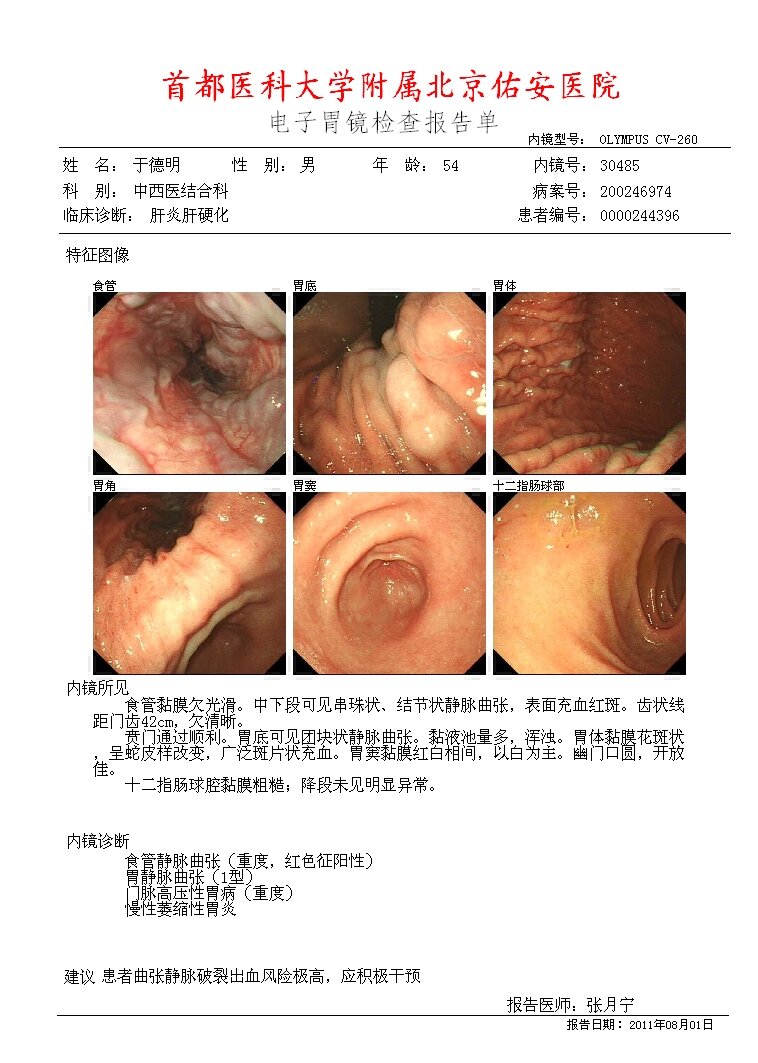 首都医科大学附属北京佑安医院
电子胃镜检查报告单
内镜型号： OLYMPUS CV-260
姓 名： 于德明 性 别： 男 年 龄： 54 内镜号： 30485
科 别： 中西医结合科 病案号： 200246974
临床诊断： 肝炎肝硬化 患者编号： 0000244396
特征图像
食管 胃底 胃体
胃角 胃窦 十二指肠球部
内镜所见
食管黏膜欠光滑。中下段可见串珠状、结节状静脉曲张，表面充血红斑。齿状线
距门齿42cm，欠清晰。
贲门通过顺利。胃底可见团块状静脉曲张。黏液池量多，浑浊。胃体黏膜花斑状
，呈蛇皮样改变，广泛斑片状充血。胃窦黏膜红白相间，以白为主。幽门口圆，开放
佳。
十二指肠球腔黏膜粗糙；降段未见明显异常。
内镜诊断
食管静脉曲张（重度，红色征阳性）
胃静脉曲张（1型）
门脉高压性胃病（重度）
慢性萎缩性胃炎
建议 患者曲张静脉破裂出血风险极高，应积极干预
报告医师： 张月宁
报告日期： 2011年08月01日